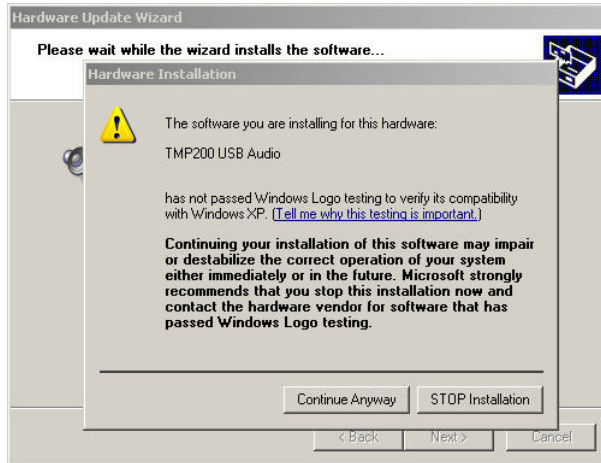 Hardware Update Wizard
Please wait while the wizard installs the software...
Hardware Installation
The software you are installing for this hardware:
TMP200 USB Audio
has not passed Windows Logo testing to verify its compatibility
with Windows XP. (Tell me why this testing is important.)
Continuing your installation of this software may impair
or destabilize the correct operation of your system
either immediately or in the future. Microsoft strongly
recommends that you stop this installation now and
contact the hardware vendor for software that has
passed Windows Logo testing.
Continue Anyway STOP Installation
< Back Next > Cancel